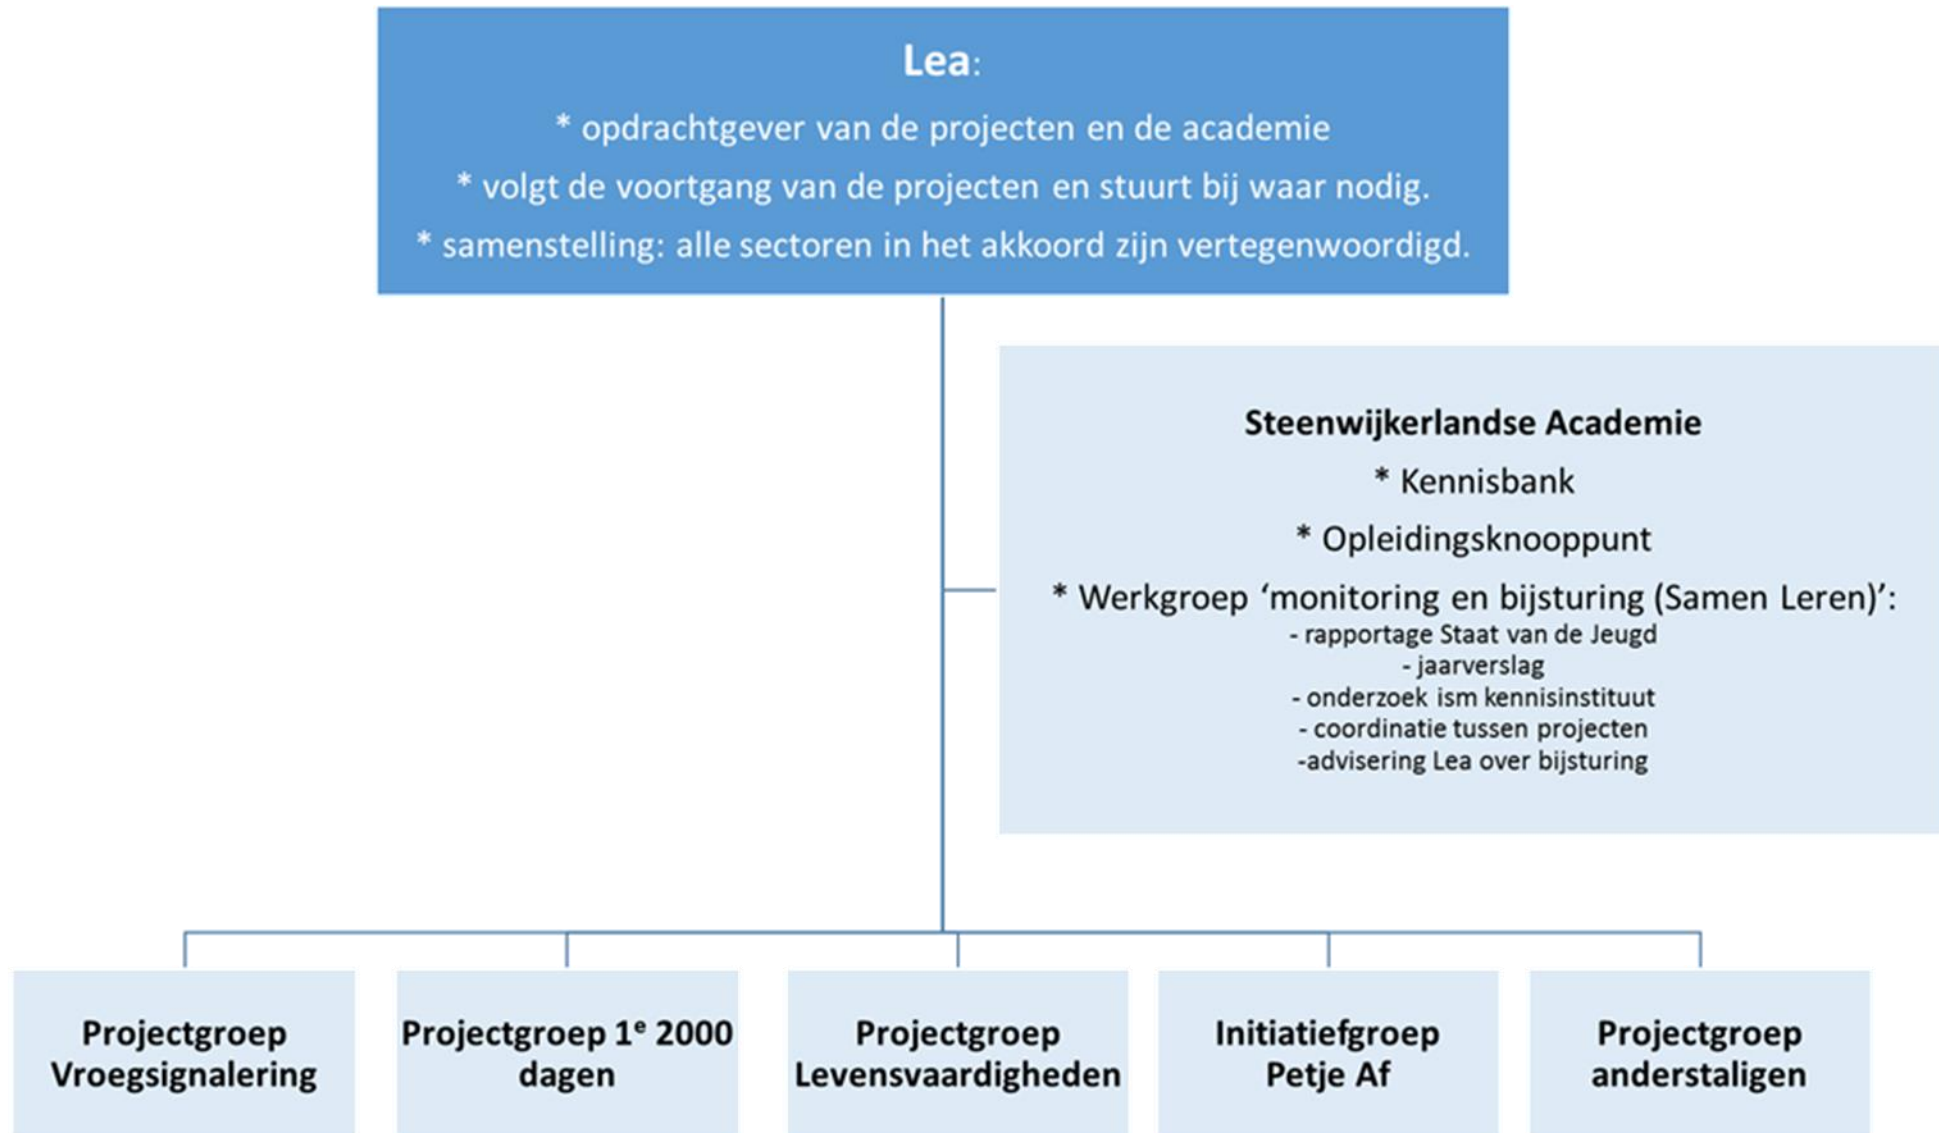 Lea:
* opdrachtgever van de projecten en de academie
* volgt de voortgang van de projecten en stuurt bij waar nodig.
* samenstelling: alle sectoren in het akkoord zijn vertegenwoordigd.
Steenwijkerlandse Academie
* Kennisbank
* Opleidingsknooppunt
* Werkgroep ‘monitoring en bijsturing (Samen Leren)’:
- rapportage Staat van de Jeugd
- jaarverslag
- onderzoek ism kennisinstituut
- coordinatie tussen projecten
-advisering Lea over bijsturing
Projectgroep
Vroegsignalering
Projectgroep 1ᵉ 2000
dagen
Projectgroep
Levensvaardigheden
Initiatiefgroep
Petje Af
Projectgroep
anderstaligen